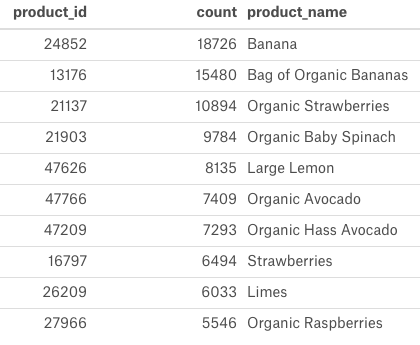 product_id count product_name
24852 18726 Banana
13176 15480 Bag of Organic Bananas
21137 10894 Organic Strawberries
21903 9784 Organic Baby Spinach
47626 8135 Large Lemon
47766 7409 Organic Avocado
47209 7293 Organic Hass Avocado
16797 6494 Strawberries
26209 6033 Limes
27966 5546 Organic Raspberries